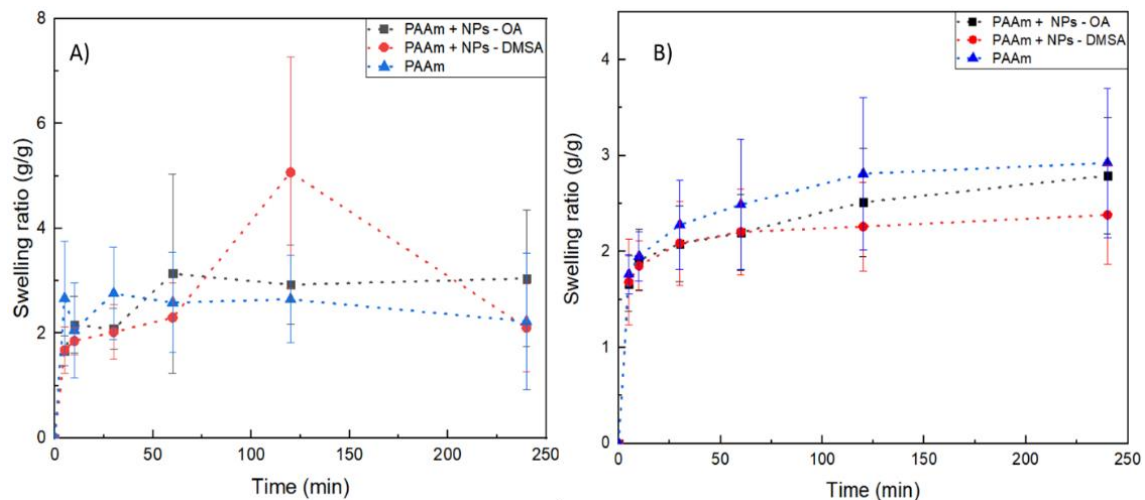 A)
PAAm + NPs - OA
PAAm + NPs - DMSA
PAAm
Swelling ratio (g/g)
8
6
4
2
0
0 50 100 150 200 250
Time (min)
B)
PAAm + NPs - OA
PAAm + NPs - DMSA
PAAm
Swelling ratio (g/g)
4
3
2
1
0
0 50 100 150 200 250
Time (min)